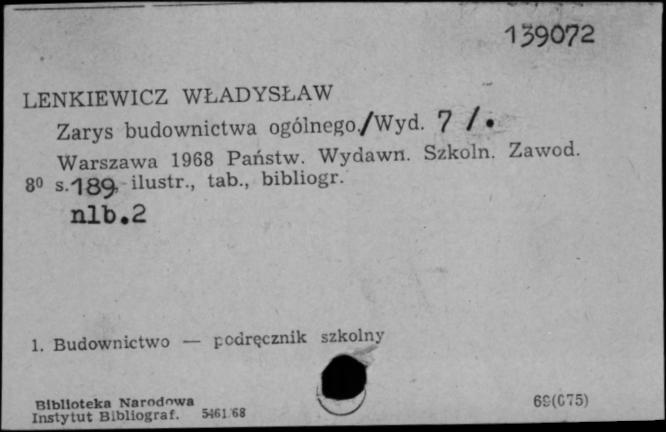 139072
LENKIEWICZ WŁADYSŁAW
Zarys budownictwa ogólnego./Wyd. 7 /.
Warszawa 1968 Państw. Wydawn. Szkoln. Zawod.
8⁰ s.189, ilustr., tab., bibliogr.
nlb.2
1. Budownictwo — podręcznik szkolny
Biblioteka Narodowa
Instytut Bibliograf. 5461/68
69(075)